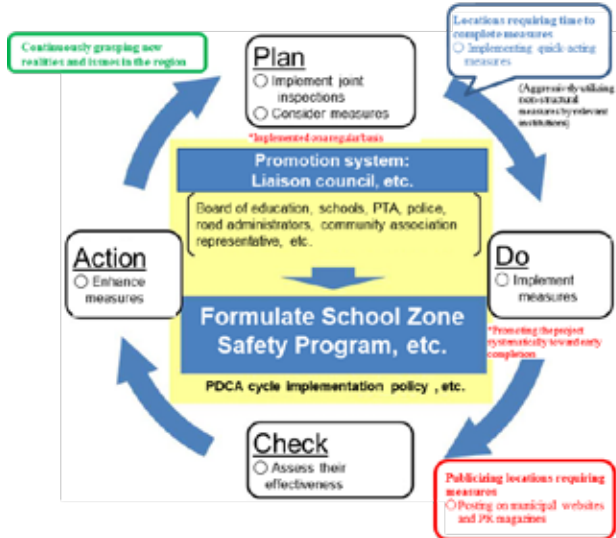 Continuously grasping new
realities and issues in the region
Plan
○ Implement joint
inspections
○ Consider measures
*Implemented on a regular basis
Locations requiring time to
complete measures
○ Implementing quick-acting
measures
(Aggressively utilizing
non-structural
measures by relevant
institutions)
Promotion system:
Liaison council, etc.
Board of education, schools, PTA, police,
road administrators, community association
representative, etc.
Action
○ Enhance
measures
Do
○ Implement
measures
*Promoting the project
systematically toward early
completion
Formulate School Zone
Safety Program, etc.
PDCA cycle implementation policy , etc.
Check
○ Assess their
effectiveness
Publicizing locations requiring
measures
○ Posting on municipal websites
and PR magazines